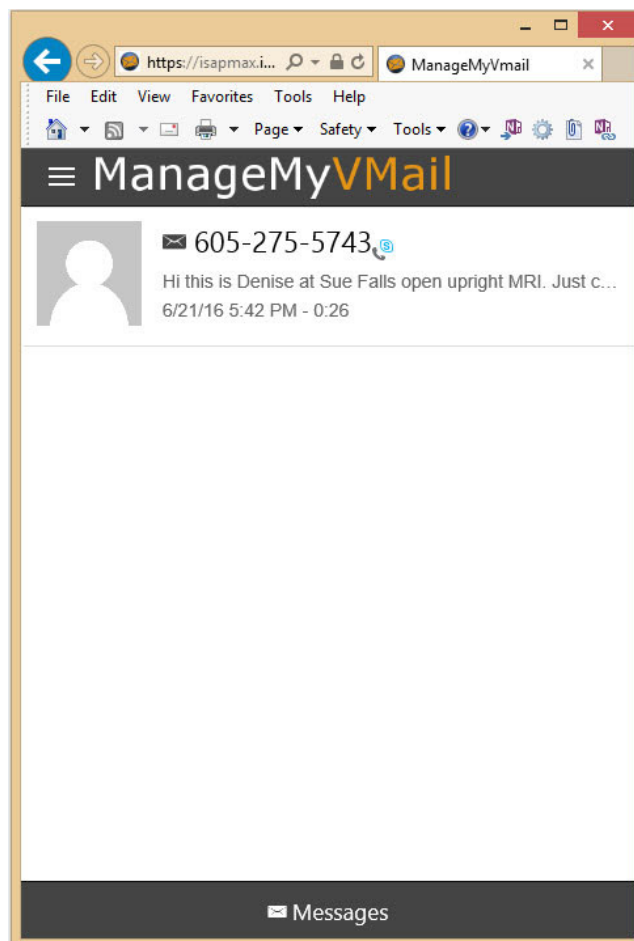 https://isapmax.i...
ManageMyVmail
File Edit View Favorites Tools Help
Page Safety Tools
ManageMyVMail
605-275-5743
Hi this is Denise at Sue Falls open upright MRI. Just c...
6/21/16 5:42 PM - 0:26
Messages